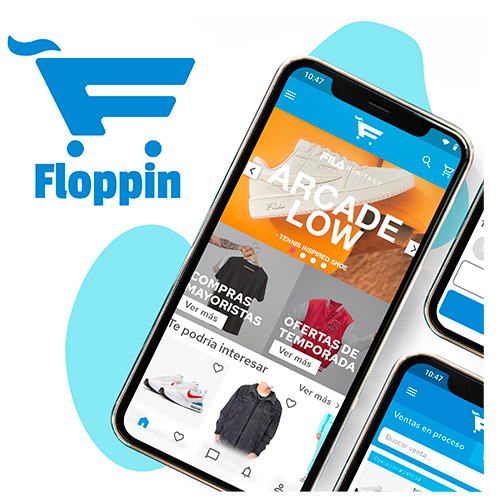 Floppin
10:47
FILA HERITAGE
ARCADE
LOW
- TENNIS INSPIRED SHOE
COMPRAS
MAYORISTAS
Ver más
OFERTAS DE
TEMPORADA
Ver más
Te podría interesar
Ver más
10:47
Ventas en proceso
Buscar venta...